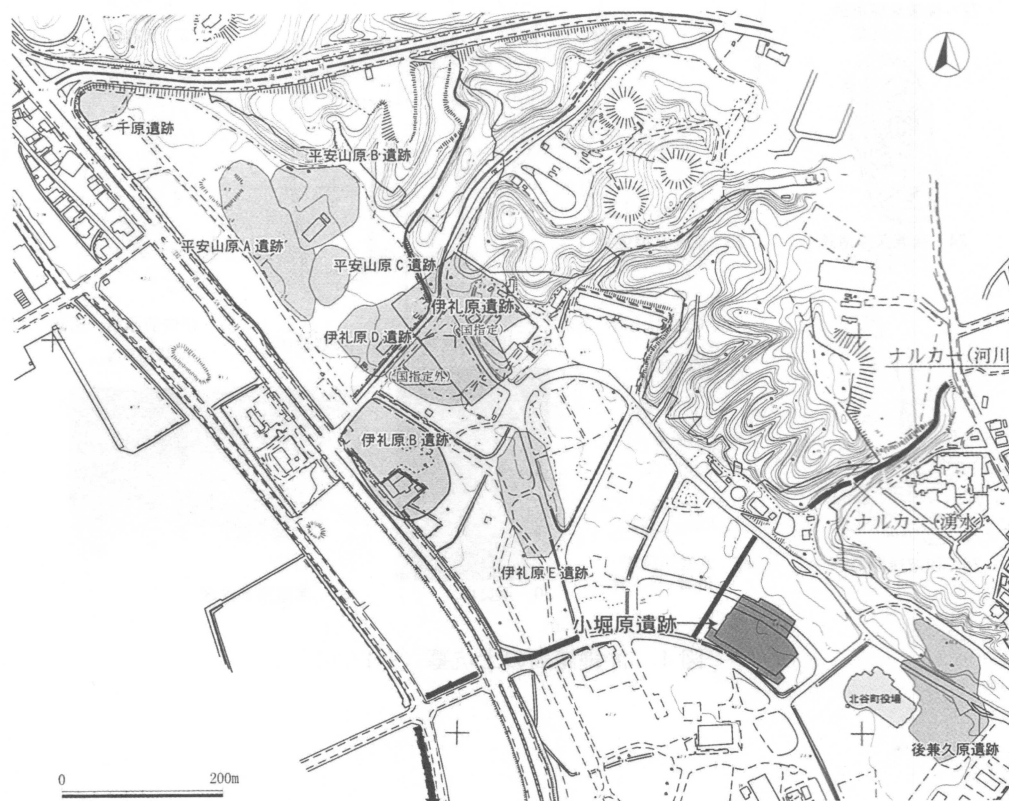 千原遺跡
平安山原B遺跡
平安山原A遺跡
平安山原C遺跡
伊礼原遺跡
(国指定)
伊礼原D遺跡
(国指定外)
ナルカー(河川
伊礼原B遺跡
ナルカー(湧水)
伊礼原E遺跡
小堀原遺跡
北谷町役場
後兼久原遺跡
0 200m